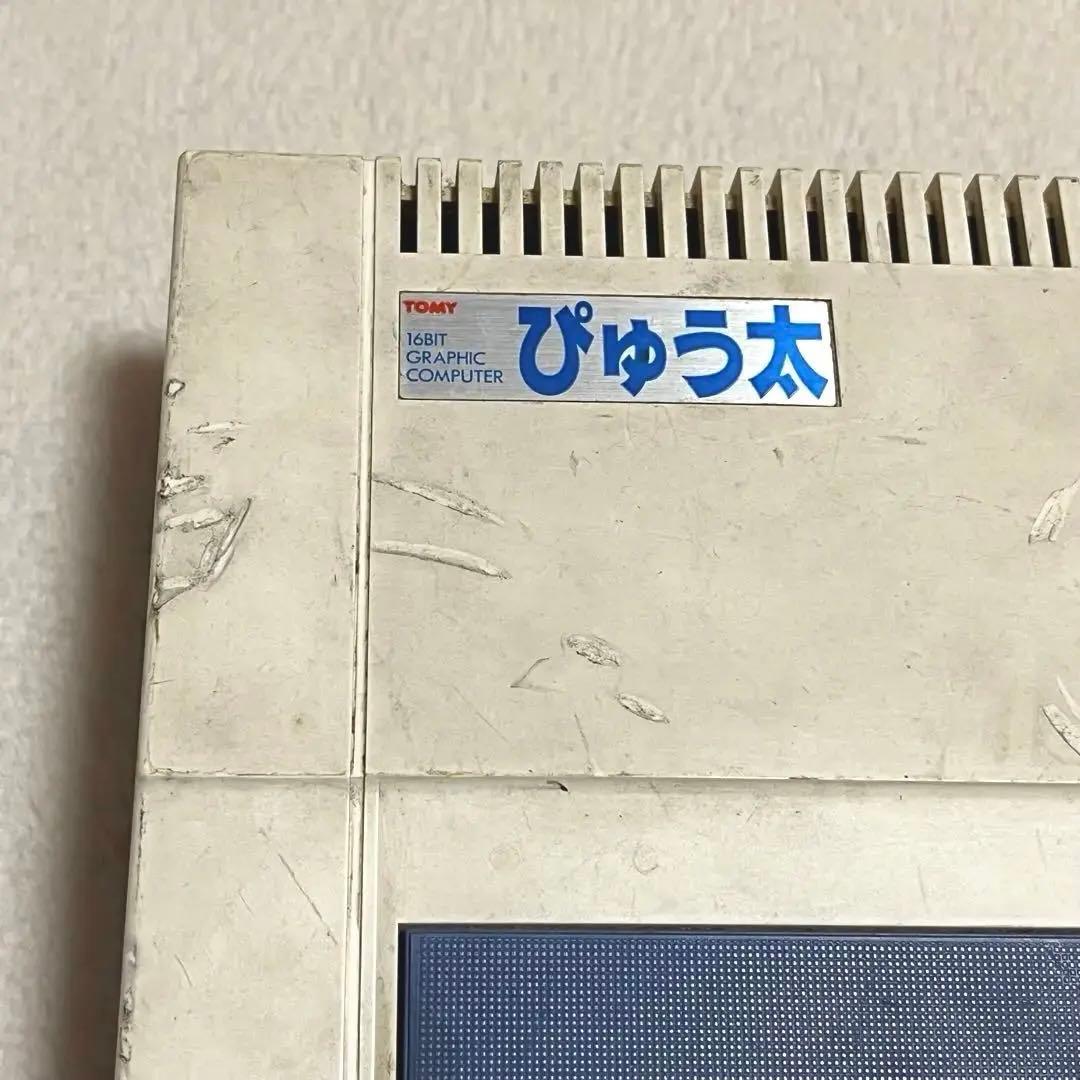 TOMY
16BIT
GRAPHIC
COMPUTER
ぴゅう太